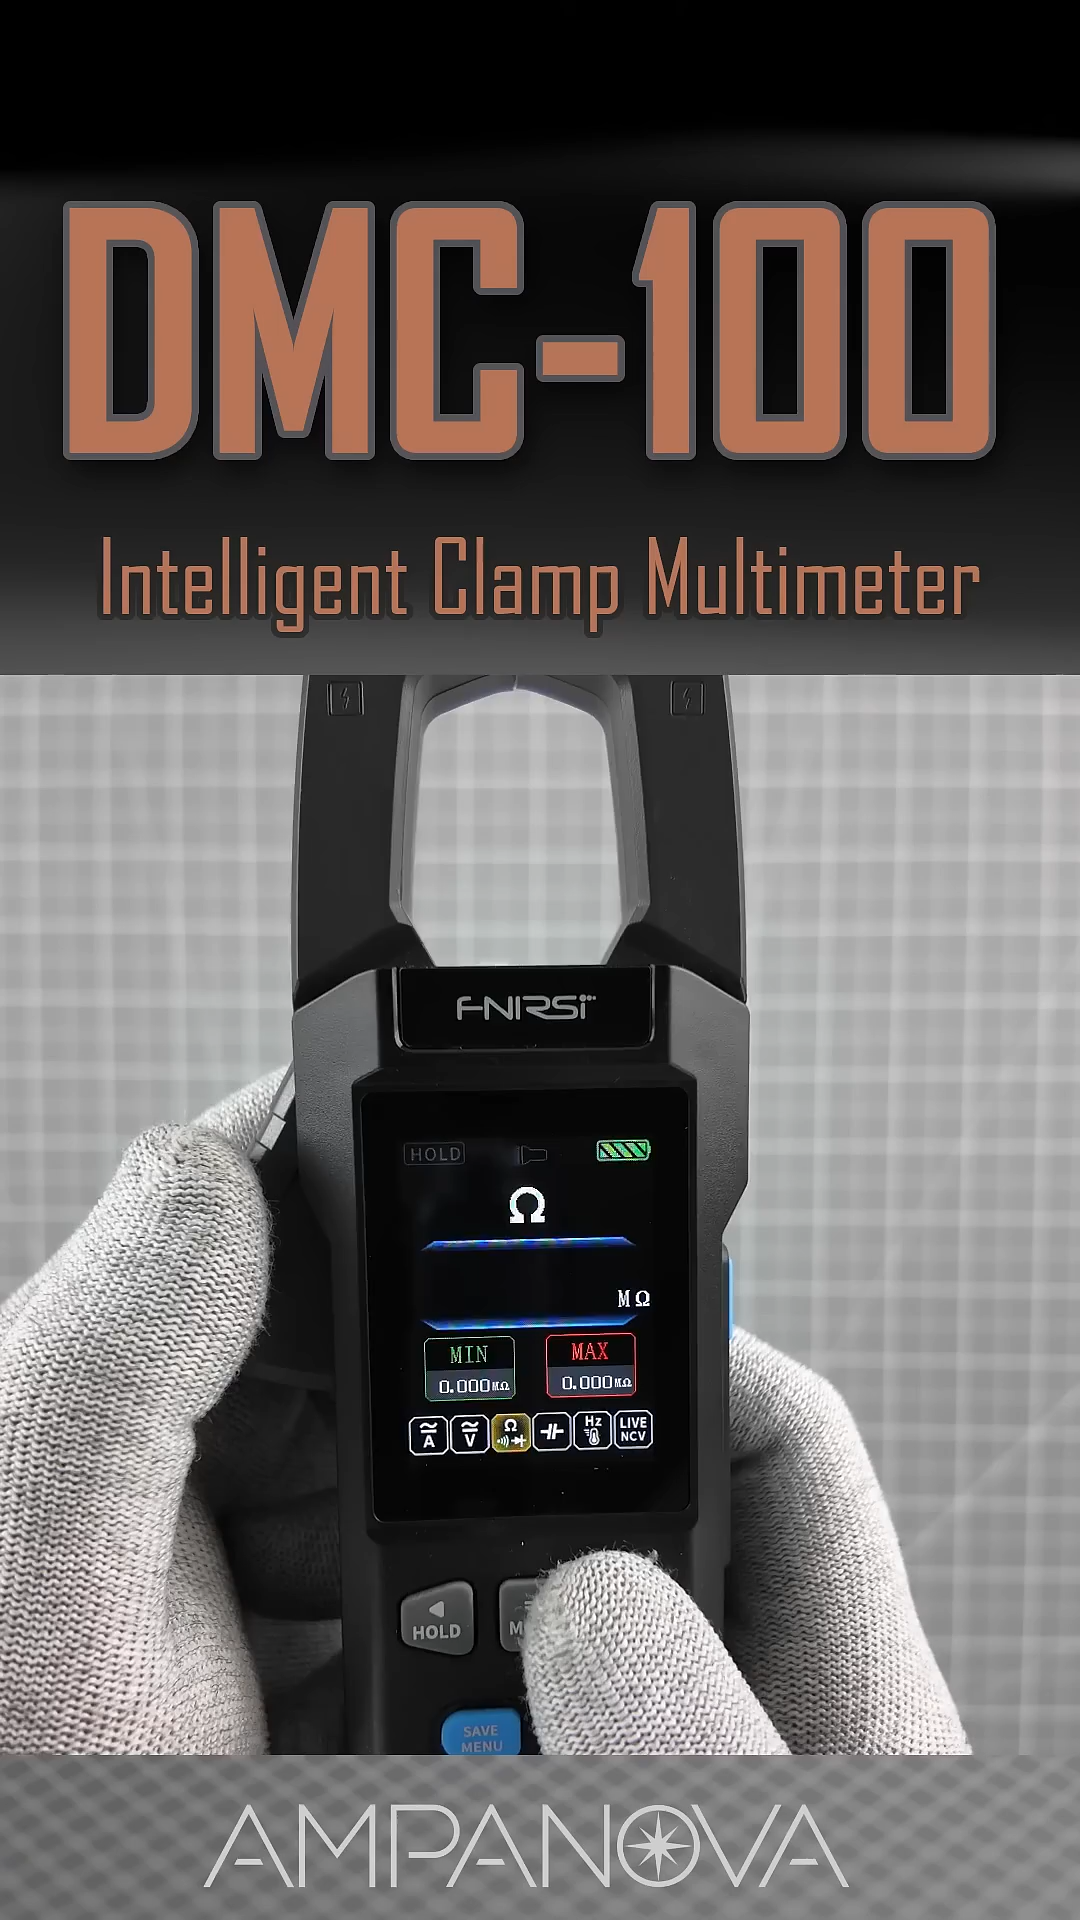 DMC-100
Intelligent Clamp Multimeter
FNIRSI
HOLD
Ω
MΩ
MIN
MAX
0.000MΩ
0.000MΩ
A
V
Ω
Hz
LIVE
NCV
HOLD
SAVE
MENU
AMPANOVA